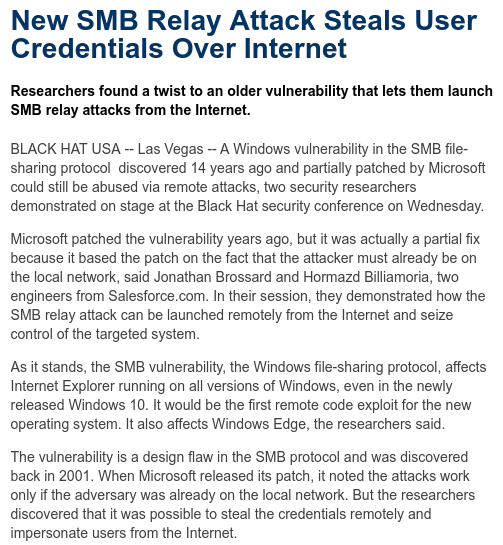 New SMB Relay Attack Steals User
Credentials Over Internet
Researchers found a twist to an older vulnerability that lets them launch
SMB relay attacks from the Internet.
BLACK HAT USA -- Las Vegas -- A Windows vulnerability in the SMB file-
sharing protocol  discovered 14 years ago and partially patched by Microsoft
could still be abused via remote attacks, two security researchers
demonstrated on stage at the Black Hat security conference on Wednesday.
Microsoft patched the vulnerability years ago, but it was actually a partial fix
because it based the patch on the fact that the attacker must already be on
the local network, said Jonathan Brossard and Hormazd Billiamoria, two
engineers from Salesforce.com. In their session, they demonstrated how the
SMB relay attack can be launched remotely from the Internet and seize
control of the targeted system.
As it stands, the SMB vulnerability, the Windows file-sharing protocol, affects
Internet Explorer running on all versions of Windows, even in the newly
released Windows 10. It would be the first remote code exploit for the new
operating system. It also affects Windows Edge, the researchers said.
The vulnerability is a design flaw in the SMB protocol and was discovered
back in 2001. When Microsoft released its patch, it noted the attacks work
only if the adversary was already on the local network. But the researchers
discovered that it was possible to steal the credentials remotely and
impersonate users from the Internet.